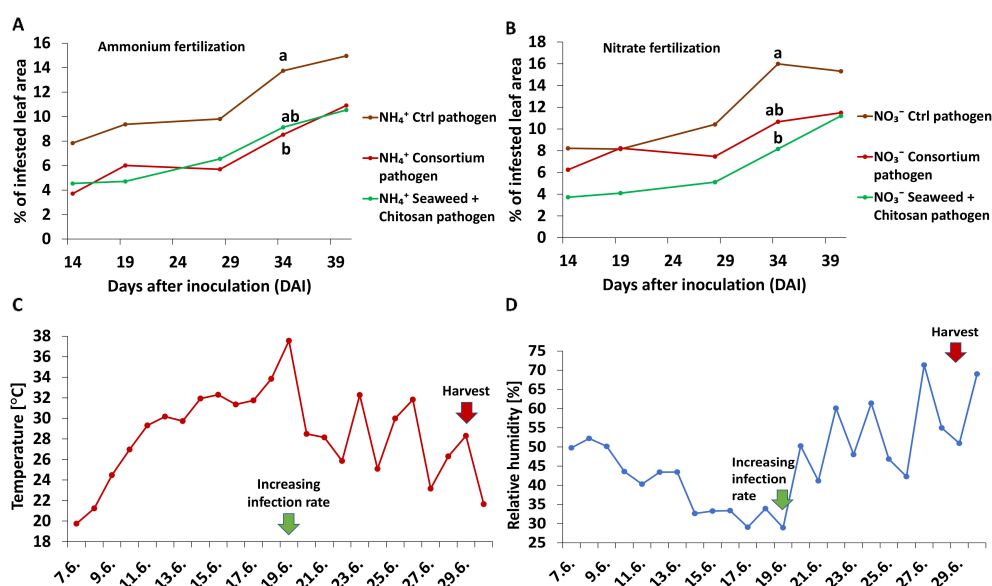 A
Ammonium fertilization
% of infested leaf area
16
14
12
10
8
6
4
2
0
a
ab
b
14 19 24 29 34 39
Days after inoculation (DAI)
NH₄⁺ Ctrl pathogen
NH₄⁺ Consortium
pathogen
NH₄⁺ Seaweed +
Chitosan pathogen
B
Nitrate fertilization
% of infested leaf area
18
16
14
12
10
8
6
4
2
0
a
ab
b
14 19 24 29 34 39
Days after inoculation (DAI)
NO₃⁻ Ctrl pathogen
NO₃⁻ Consortium
pathogen
NO₃⁻ Seaweed +
Chitosan pathogen
C
Temperature [°C]
38
36
34
32
30
28
26
24
22
20
18
Increasing
infection rate
Harvest
7.6. 9.6. 11.6. 13.6. 15.6. 17.6. 19.6. 21.6. 23.6. 25.6. 27.6. 29.6.
D
Relative humidity [%]
75
70
65
60
55
50
45
40
35
30
25
Increasing
infection
rate
Harvest
7.6. 9.6. 11.6. 13.6. 15.6. 17.6. 19.6. 21.6. 23.6. 25.6. 27.6. 29.6.